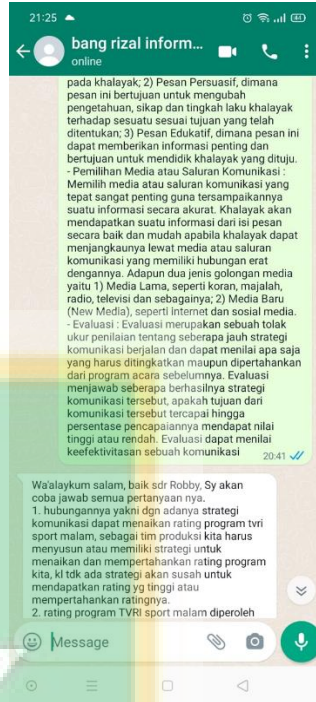 21:25
bang rizal inform...
online
pada khalayak; 2) Pesan Persuasif, dimana
pesan ini bertujuan untuk mengubah
pengetahuan, sikap dan tingkah laku khalayak
terhadap sesuatu sesuai tujuan yang telah
ditentukan; 3) Pesan Edukatif, dimana pesan ini
dapat memberikan informasi penting dan
bertujuan untuk mendidik khalayak yang dituju.
- Pemilihan Media atau Saluran Komunikasi :
Memilih media atau saluran komunikasi yang
tepat sangat penting guna tersampaikannya
suatu informasi secara akurat. Khalayak akan
mendapatkan suatu informasi dari isi pesan
secara baik dan mudah apabila khalayak dapat
menjangkaunya lewat media atau saluran
komunikasi yang memiliki hubungan erat
dengannya. Adapun dua jenis golongan media
yaitu 1) Media Lama, seperti koran, majalah,
radio, televisi dan sebagainya; 2) Media Baru
(New Media), seperti internet dan sosial media.
- Evaluasi : Evaluasi merupakan sebuah tolak
ukur penilaian tentang seberapa jauh strategi
komunikasi berjalan dan dapat menilai apa saja
yang harus ditingkatan maupun dipertahankan
dari program acara sebelumnya. Evaluasi
menjawab seberapa berhasilnya strategi
komunikasi tersebut, apakah tujuan dari
komunikasi tersebut tercapai hingga
persentase pencapaiannya mendapat nilai
tinggi atau rendah. Evaluasi dapat menilai
keefektivitasan sebuah komunikasi
20:41
Wa'alaykum salam, baik sdr Robby, Sy akan
coba jawab semua pertanyaan nya.
1. hubungannya yakni dgn adanya strategi
komunikasi dapat menaikan rating program tvri
sport malam, sebagai tim produksi kita harus
menyusun atau memiliki strategi untuk
menaikan dan mempertahankan rating program
kita, kl tdk ada strategi akan susah untuk
mendapatkan rating yg tinggi atau
mempertahankan ratingnya.
2. rating program TVRI sport malam diperoleh
Message